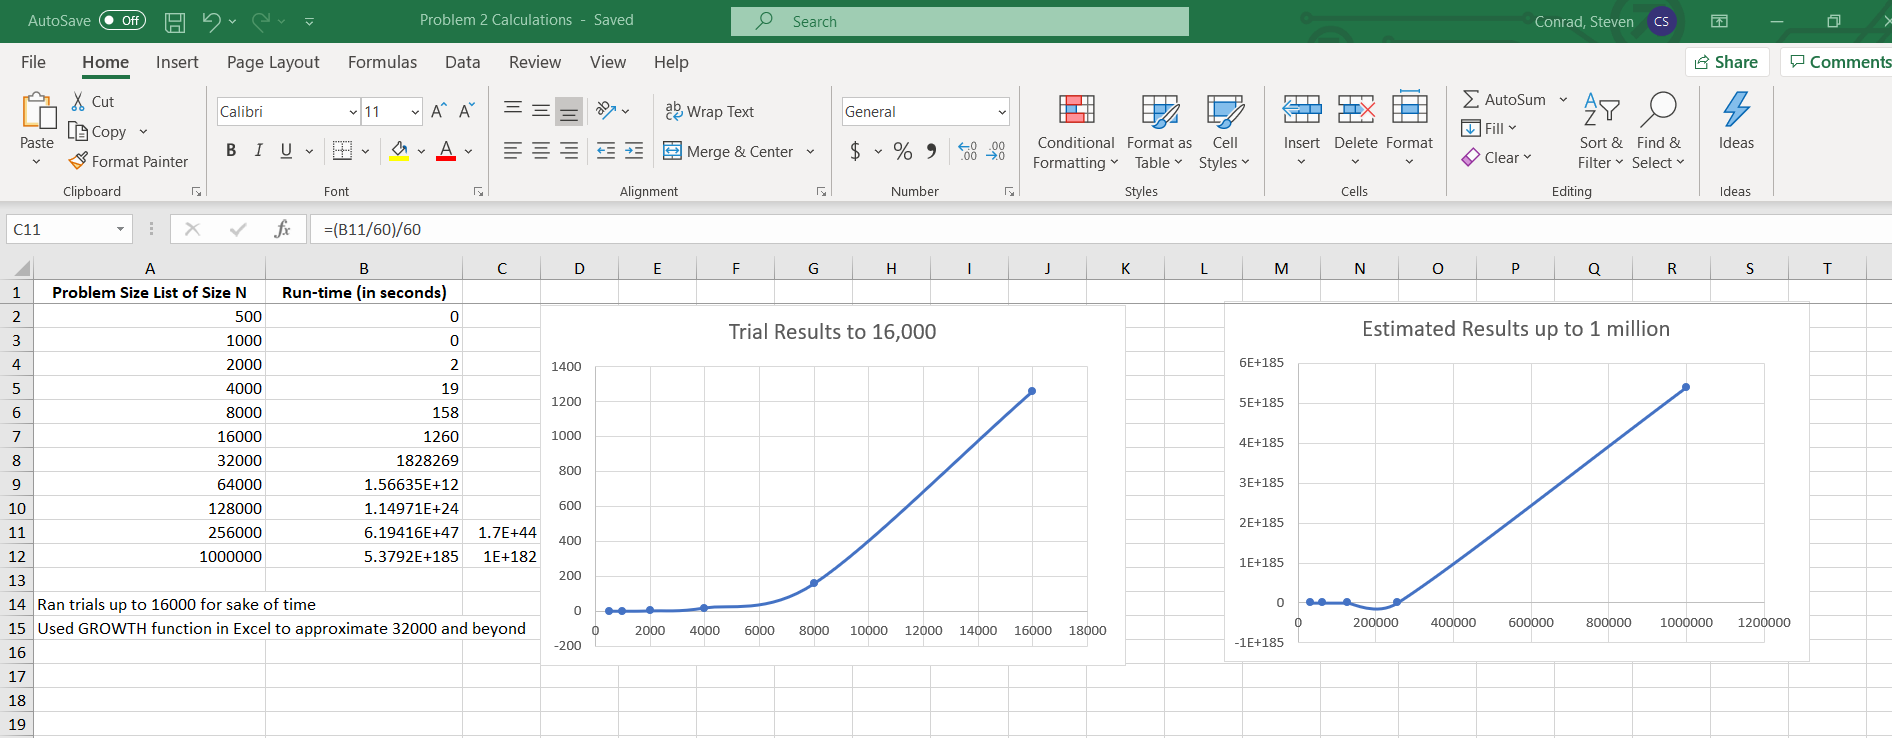 AutoSave Off
Problem 2 Calculations - Saved
Search
Conrad, Steven CS
File Home Insert Page Layout Formulas Data Review View Help
Share Comments
Paste
Cut
Copy
Format Painter
Clipboard
Calibri 11 A A
B I U A
Font
ab Wrap Text
Merge & Center
Alignment
General
$ % 9 .00 .00
Number
Conditional Formatting
Format as Table
Cell Styles
Styles
Insert Delete Format
Cells
AutoSum
Fill
Clear
Sort & Filter
Find & Select
Editing
Ideas
Ideas
C11 fx =(B11/60)/60
A B C D E F G H I J K L M N O P Q R S T
1 Problem Size List of Size N Run-time (in seconds)
2 500 0
3 1000 0
4 2000 2
5 4000 19
6 8000 158
7 16000 1260
8 32000 1828269
9 64000 1.56635E+12
10 128000 1.14971E+24
11 256000 6.19416E+47 1.7E+44
12 1000000 5.3792E+185 1E+182
13
14 Ran trials up to 16000 for sake of time
15 Used GROWTH function in Excel to approximate 32000 and beyond
16
17
18
19
Trial Results to 16,000
1400
1200
1000
800
600
400
200
0
-200
0 2000 4000 6000 8000 10000 12000 14000 16000 18000
Estimated Results up to 1 million
6E+185
5E+185
4E+185
3E+185
2E+185
1E+185
0
-1E+185
0 200000 400000 600000 800000 1000000 1200000